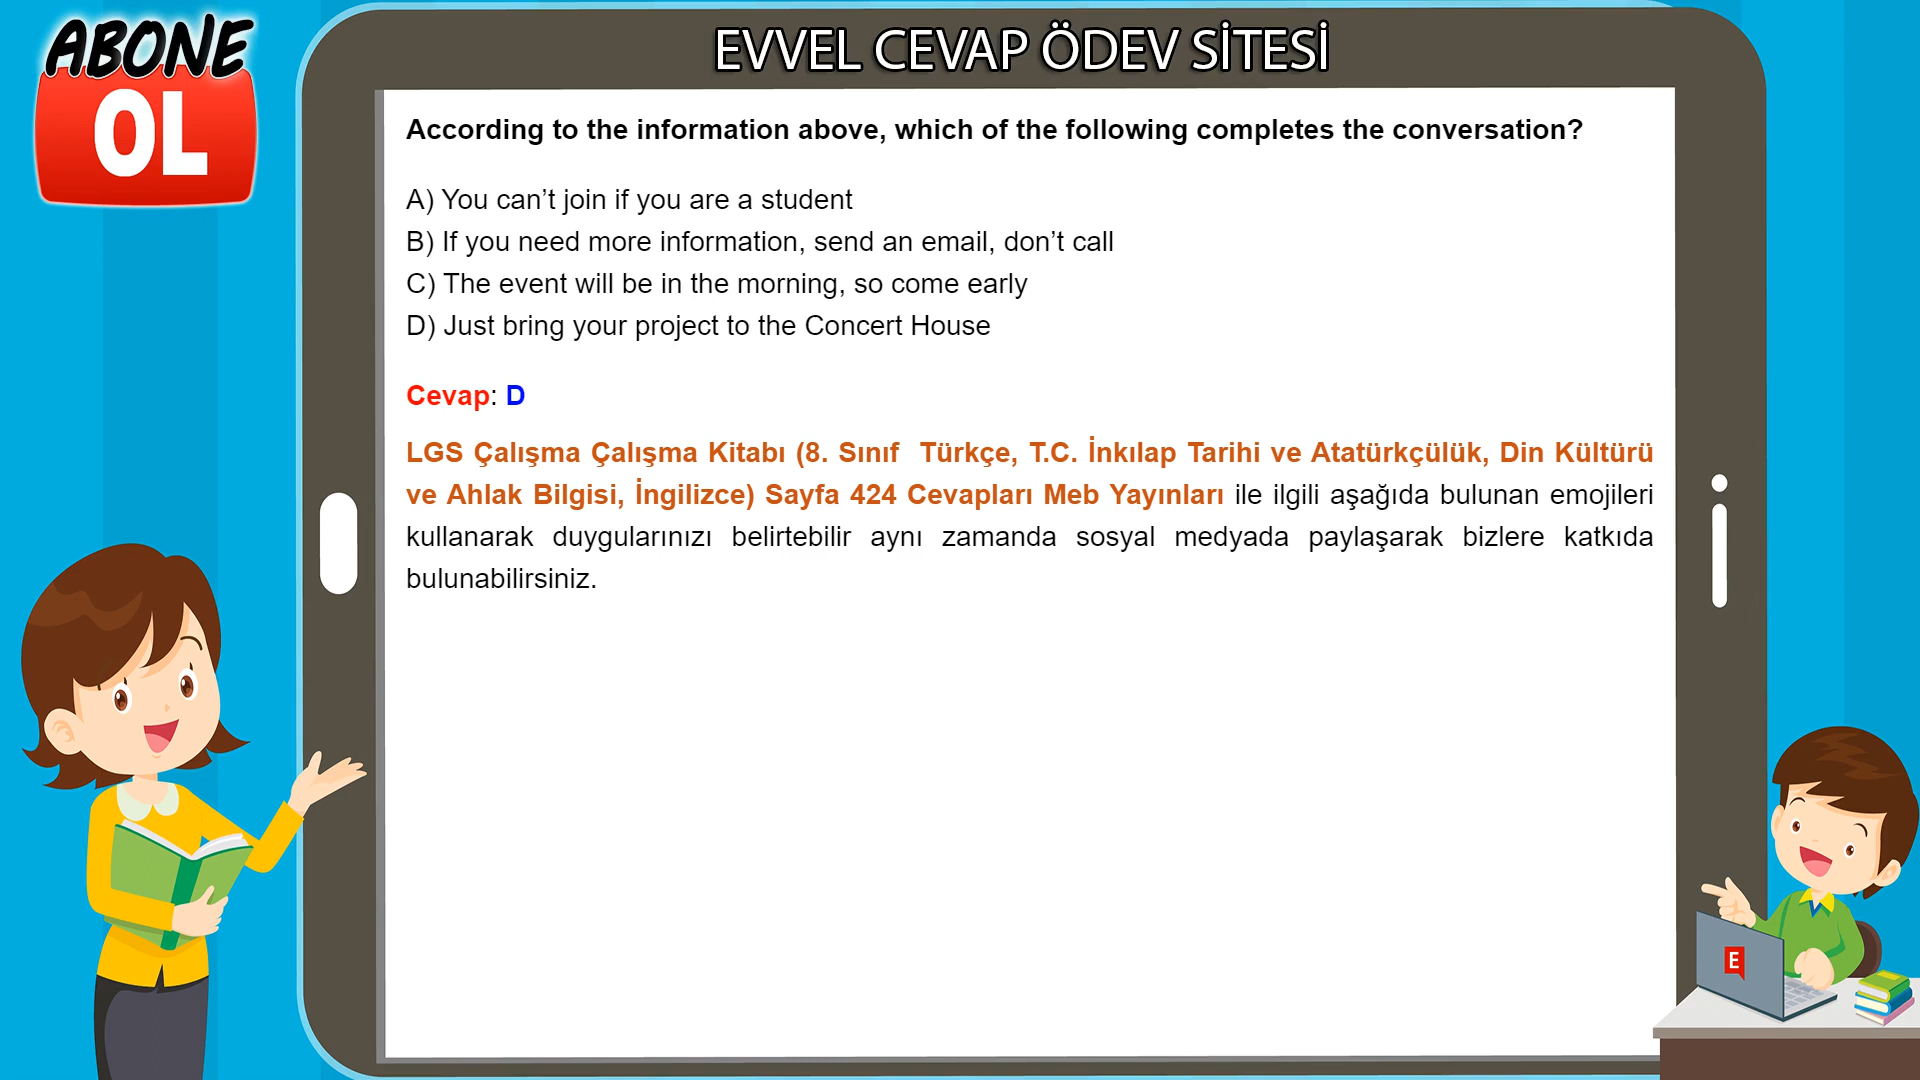 ABONE
OL
EVVEL CEVAP ÖDEV SİTESİ
According to the information above, which of the following completes the conversation?
A) You can’t join if you are a student
B) If you need more information, send an email, don’t call
C) The event will be in the morning, so come early
D) Just bring your project to the Concert House
Cevap: D
LGS Çalışma Çalışma Kitabı (8. Sınıf Türkçe, T.C. İnkılap Tarihi ve Atatürkçülük, Din Kültürü
ve Ahlak Bilgisi, İngilizce) Sayfa 424 Cevapları Meb Yayınları ile ilgili aşağıda bulunan emojileri
kullanarak duygularınızı belirtebilir aynı zamanda sosyal medyada paylaşarak bizlere katkıda
bulunabilirsiniz.
E